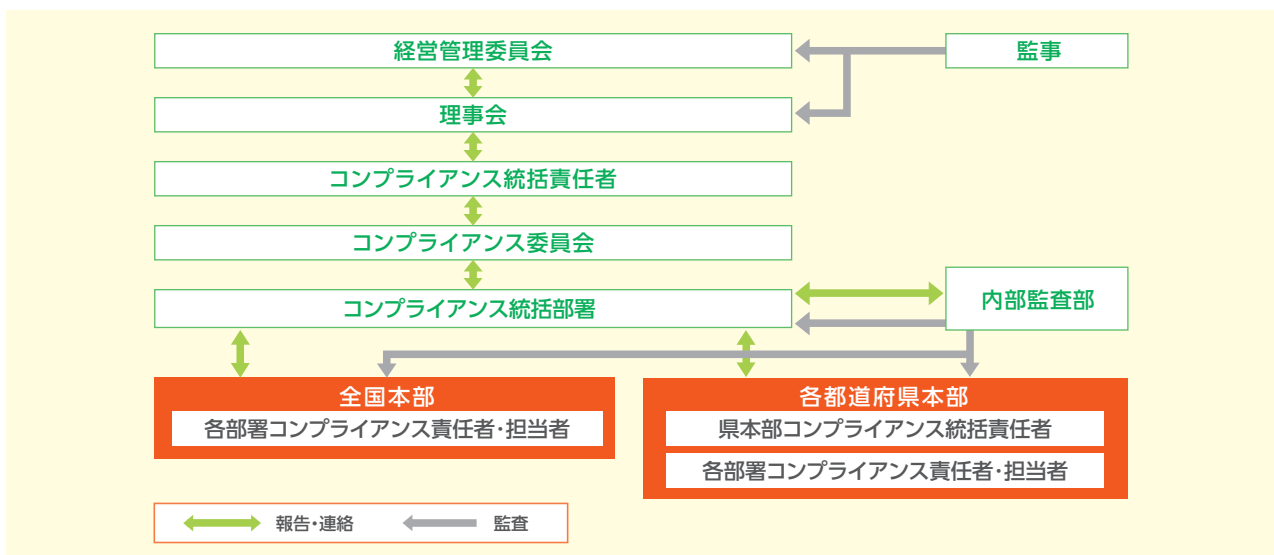 経営管理委員会
監事
理事会
コンプライアンス統括責任者
コンプライアンス委員会
コンプライアンス統括部署
内部監査部
全国本部
各部署コンプライアンス責任者・担当者
各都道府県本部
県本部コンプライアンス統括責任者
各部署コンプライアンス責任者・担当者
報告・連絡
監査